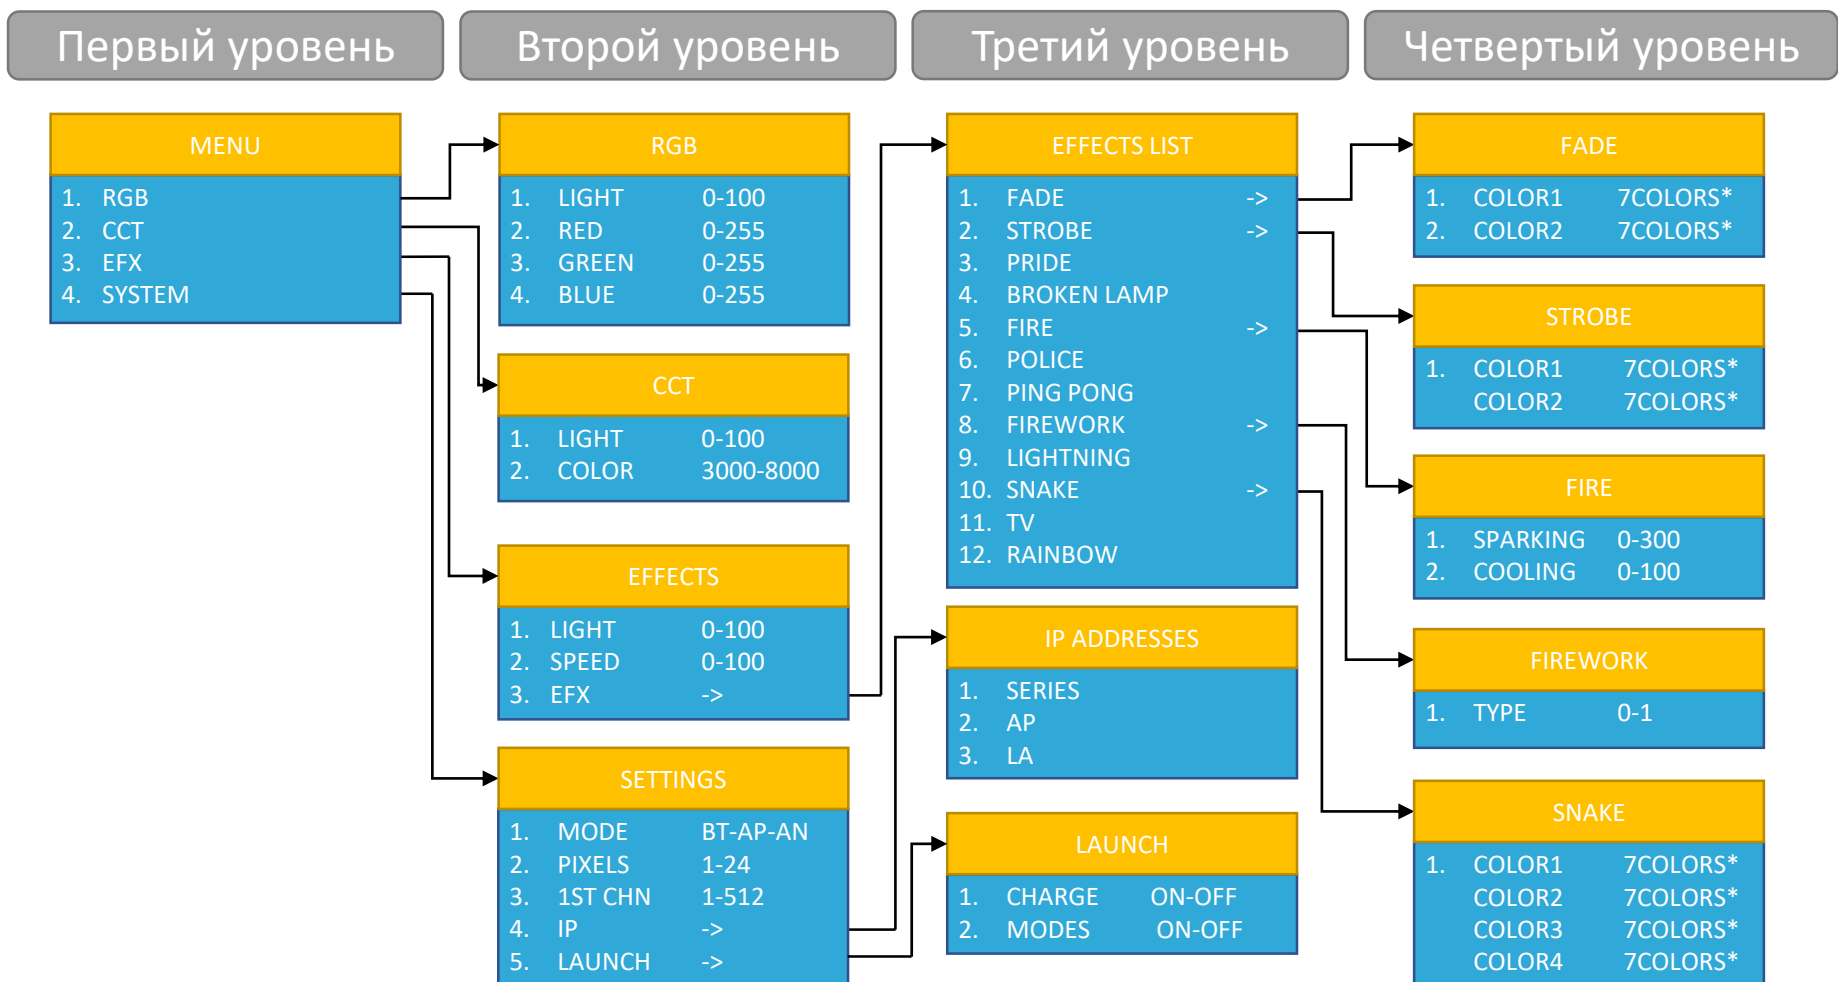 Первый уровень
Второй уровень
Третий уровень
Четвертый уровень
MENU
1. RGB
2. CCT
3. EFX
4. SYSTEM
RGB
1. LIGHT 0-100
2. RED 0-255
3. GREEN 0-255
4. BLUE 0-255
CCT
1. LIGHT 0-100
2. COLOR 3000-8000
EFFECTS
1. LIGHT 0-100
2. SPEED 0-100
3. EFX ->
SETTINGS
1. MODE BT-AP-AN
2. PIXELS 1-24
3. 1ST CHN 1-512
4. IP ->
5. LAUNCH ->
EFFECTS LIST
1. FADE ->
2. STROBE ->
3. PRIDE
4. BROKEN LAMP
5. FIRE ->
6. POLICE
7. PING PONG
8. FIREWORK ->
9. LIGHTNING
10. SNAKE ->
11. TV
12. RAINBOW
IP ADDRESSES
1. SERIES
2. AP
3. LA
LAUNCH
1. CHARGE ON-OFF
2. MODES ON-OFF
FADE
1. COLOR1 7COLORS*
2. COLOR2 7COLORS*
STROBE
1. COLOR1 7COLORS*
COLOR2 7COLORS*
FIRE
1. SPARKING 0-300
2. COOLING 0-100
FIREWORK
1. TYPE 0-1
SNAKE
1. COLOR1 7COLORS*
COLOR2 7COLORS*
COLOR3 7COLORS*
COLOR4 7COLORS*